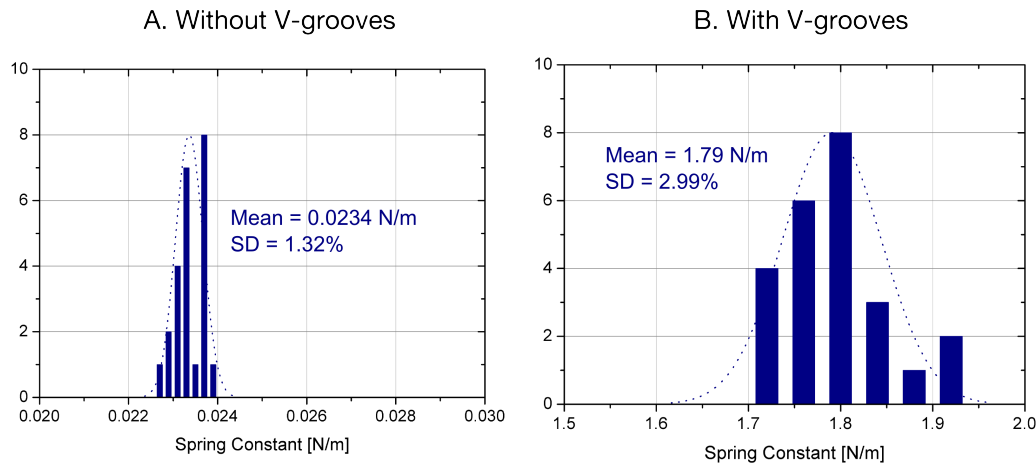 A. Without V-grooves
10
8
6
4
2
0
Mean = 0.0234 N/m
SD = 1.32%
0.020 0.022 0.024 0.026 0.028 0.030
Spring Constant [N/m]
B. With V-grooves
10
8
6
4
2
0
Mean = 1.79 N/m
SD = 2.99%
1.5 1.6 1.7 1.8 1.9 2.0
Spring Constant [N/m]